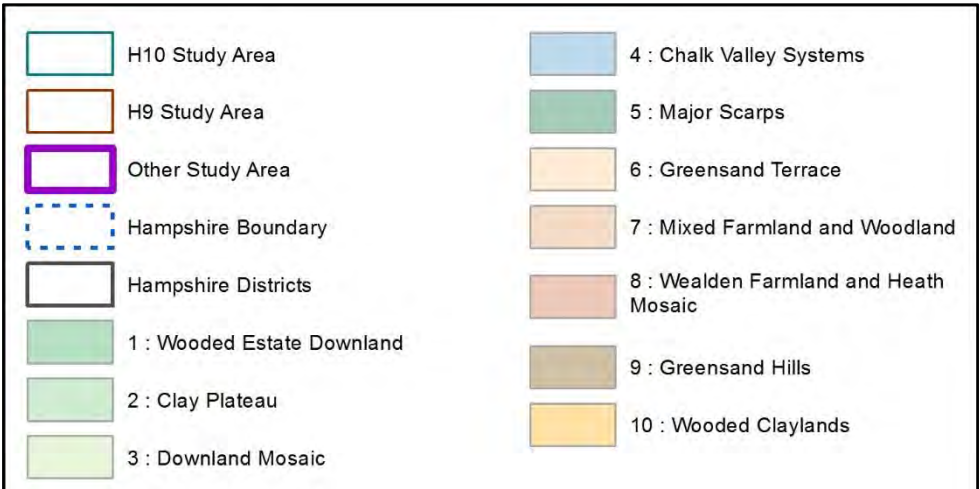 H10 Study Area
H9 Study Area
Other Study Area
Hampshire Boundary
Hampshire Districts
1 : Wooded Estate Downland
2 : Clay Plateau
3 : Downland Mosaic
4 : Chalk Valley Systems
5 : Major Scarps
6 : Greensand Terrace
7 : Mixed Farmland and Woodland
8 : Wealden Farmland and Heath
Mosaic
9 : Greensand Hills
10 : Wooded Claylands